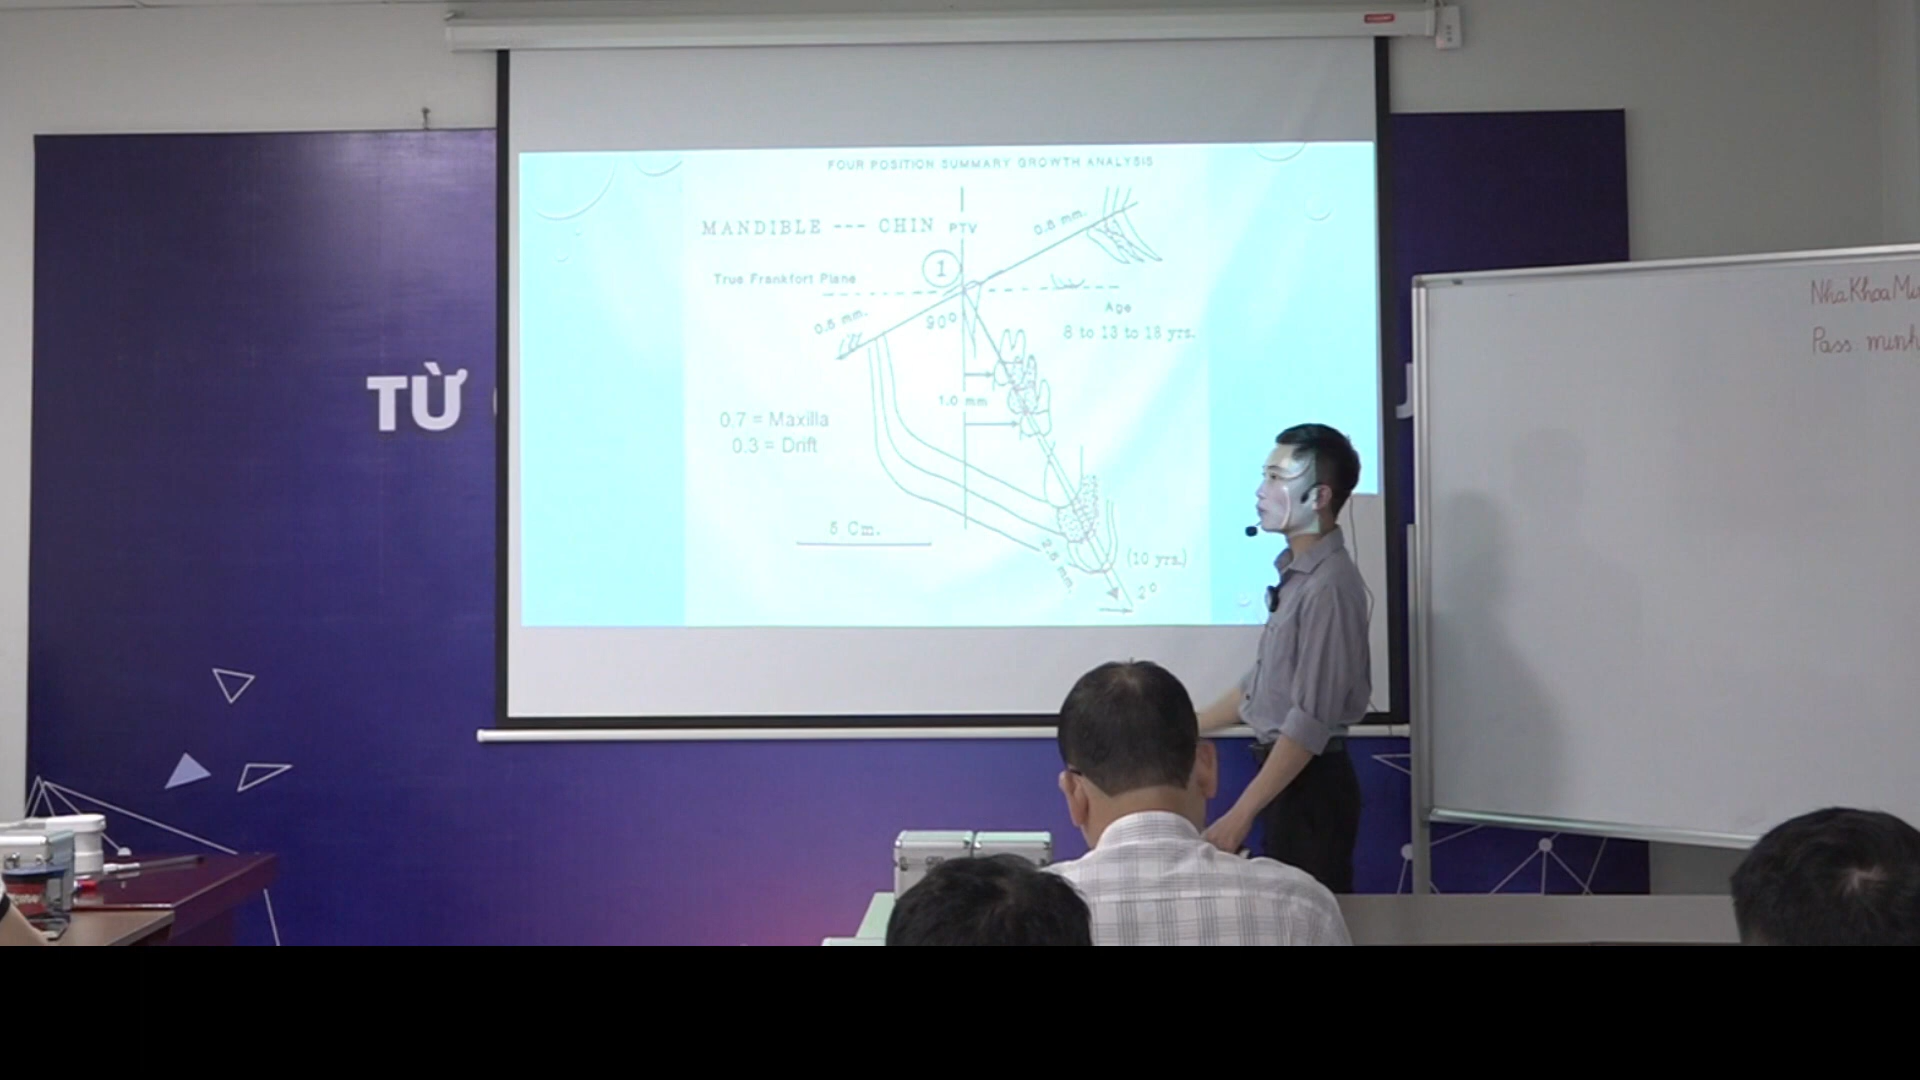 FOUR POSITION SUMMARY GROWTH ANALYSIS
MANDIBLE --- CHIN
PTV
0.8 mm.
1
True Frankfort Plane
0.8 mm.
90°
Age
8 to 13 to 18 yrs.
1.0 mm
0.7 = Maxilla
0.3 = Drift
5 Cm.
2.8 mm.
(10 yrs.)
2°
TỪ
NhaKhoa
Pass minh